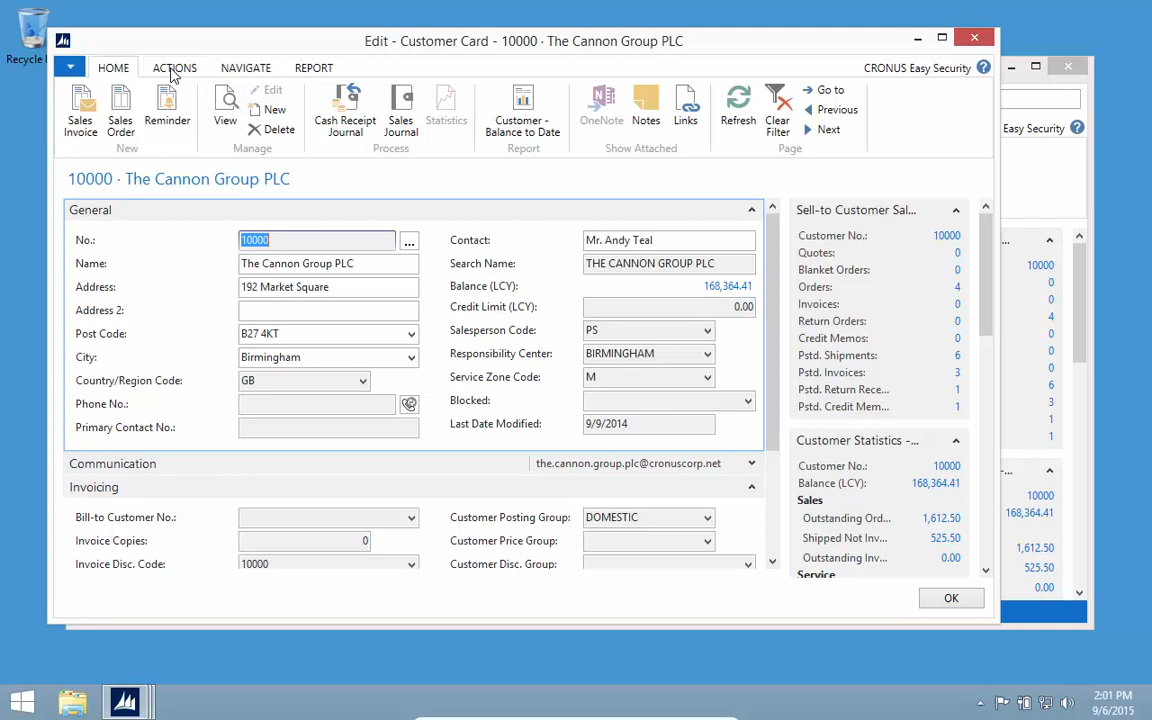 Recycle
Edit - Customer Card - 10000 · The Cannon Group PLC
HOME ACTIONS NAVIGATE REPORT CRONUS Easy Security
Sales Invoice
Sales Order
Reminder
New
View
Edit
New
Delete
Manage
Cash Receipt Journal
Sales Journal
Statistics
Process
Customer - Balance to Date
Report
OneNote
Notes
Links
Show Attached
Refresh
Clear Filter
Go to
Previous
Next
Page
Easy Security
10000 · The Cannon Group PLC
General
No.: 10000 ...
Name: The Cannon Group PLC
Address: 192 Market Square
Address 2:
Post Code: B27 4KT
City: Birmingham
Country/Region Code: GB
Phone No.:
Primary Contact No.:
Contact: Mr. Andy Teal
Search Name: THE CANNON GROUP PLC
Balance (LCY): 168,364.41
Credit Limit (LCY): 0.00
Salesperson Code: PS
Responsibility Center: BIRMINGHAM
Service Zone Code: M
Blocked:
Last Date Modified: 9/9/2014
Communication the.cannon.group.plc@cronuscorp.net
Invoicing
Bill-to Customer No.:
Invoice Copies: 0
Invoice Disc. Code: 10000
Customer Posting Group: DOMESTIC
Customer Price Group:
Customer Disc. Group:
Sell-to Customer Sal...
Customer No.: 10000
Quotes: 0
Blanket Orders: 0
Orders: 4
Invoices: 0
Return Orders: 0
Credit Memos: 0
Pstd. Shipments: 6
Pstd. Invoices: 3
Pstd. Return Rece... 1
Pstd. Credit Mem... 1
Customer Statistics -...
Customer No.: 10000
Balance (LCY): 168,364.41
Sales
Outstanding Ord... 1,612.50
Shipped Not Inv... 525.50
Outstanding Inv... 0.00
Service
OK
...
10000
0
0
4
0
0
0
6
3
1
1
-...
10000
168,364.41
1,612.50
525.50
0.00
2:01 PM
9/6/2015